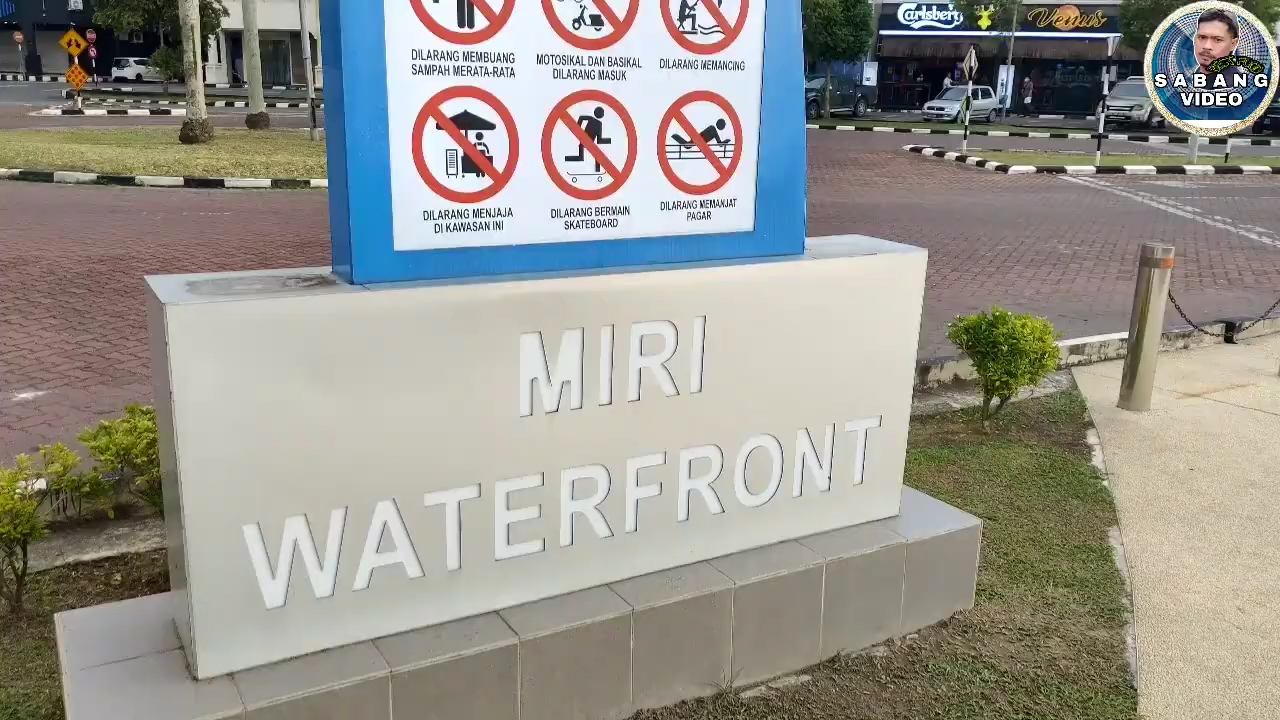 DILARANG MEMBUANG
SAMPAH MERATA-RATA
MOTOSIKAL DAN BASIKAL
DILARANG MASUK
DILARANG MEMANCING
DILARANG MENJAJA
DI KAWASAN INI
DILARANG BERMAIN
SKATEBOARD
DILARANG MEMANJAT
PAGAR
MIRI
WATERFRONT
Carlsberg
Venus
SABANG
VIDEO